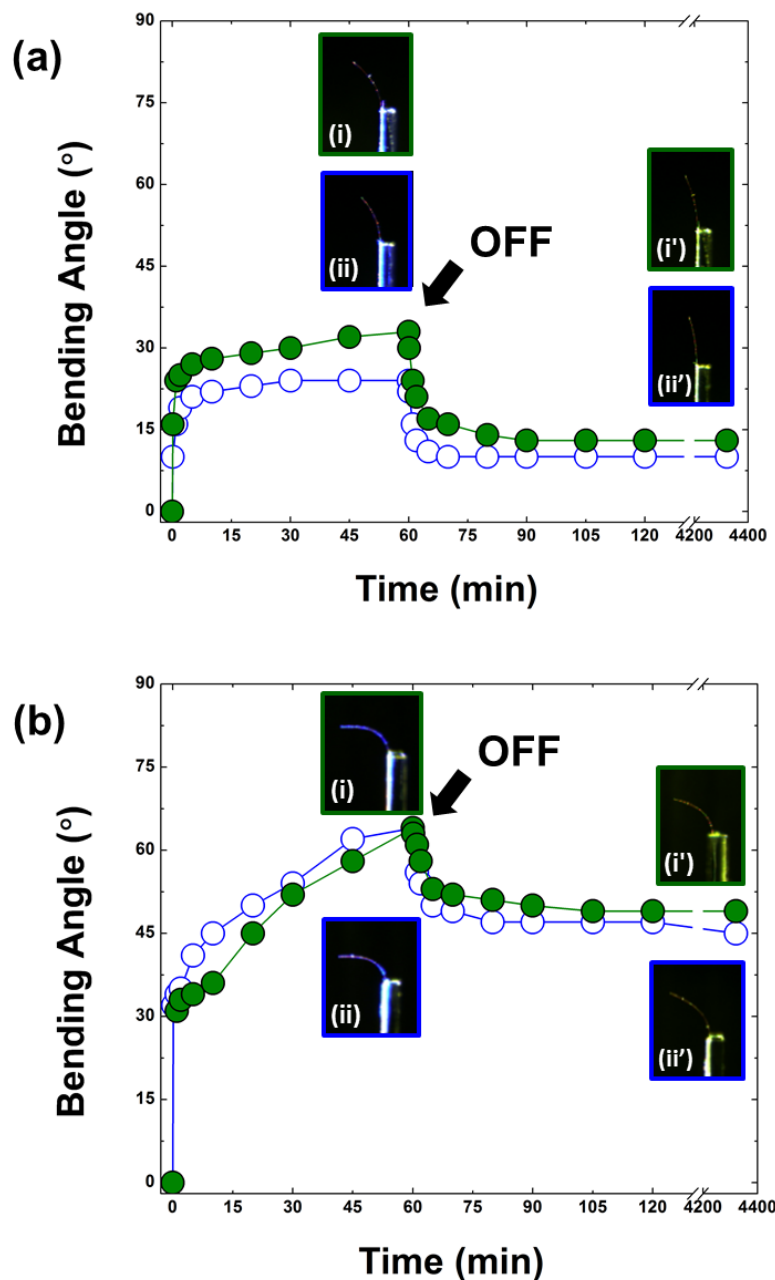 (a)
90
75
60
45
30
15
0
Bending Angle (°)
(i)
(ii)
OFF
(i')
(ii')
0 15 30 45 60 75 90 105 120 4200 4400
Time (min)
(b)
90
75
60
45
30
15
0
Bending Angle (°)
(i)
OFF
(i')
(ii)
(ii')
0 15 30 45 60 75 90 105 120 4200 4400
Time (min)